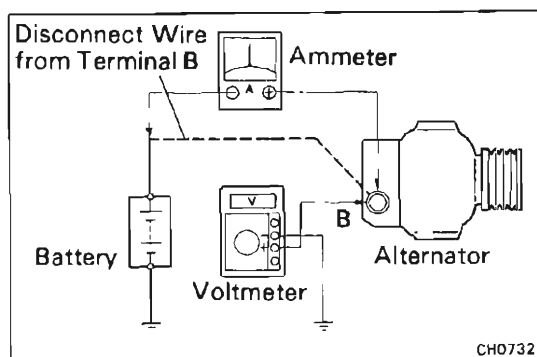 Disconnect Wire
from Terminal B
Ammeter
A
V
B
Battery
Voltmeter
Alternator
CH0732